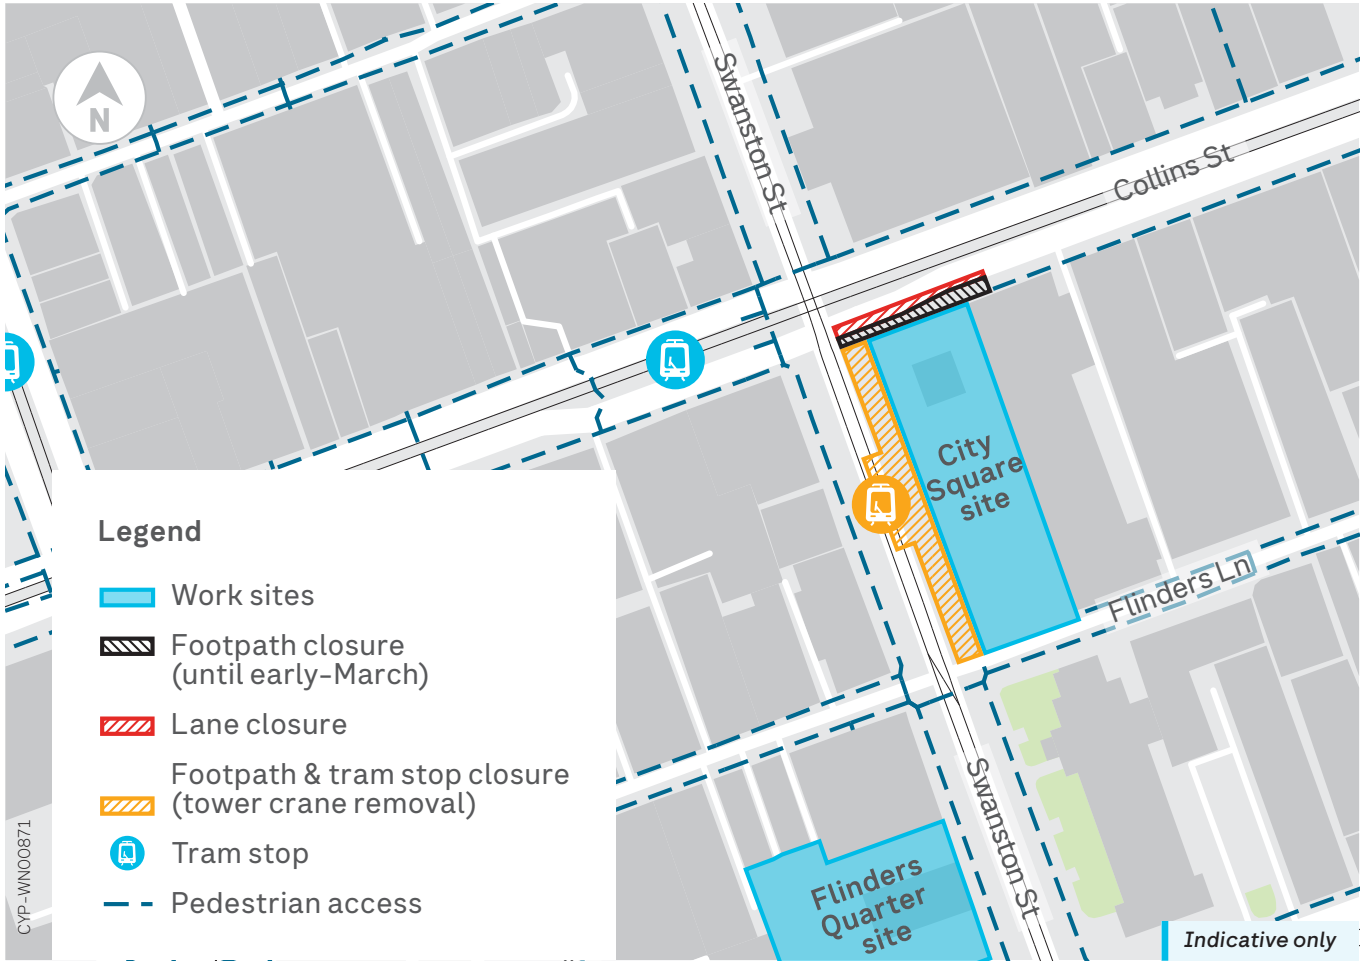 N
Swanston St
Collins St
City
Square
site
Flinders Ln
Swanston St
Flinders
Quarter
site
Legend
Work sites
Footpath closure
(until early-March)
Lane closure
Footpath & tram stop closure
(tower crane removal)
Tram stop
Pedestrian access
CYP-WN00871
Indicative only